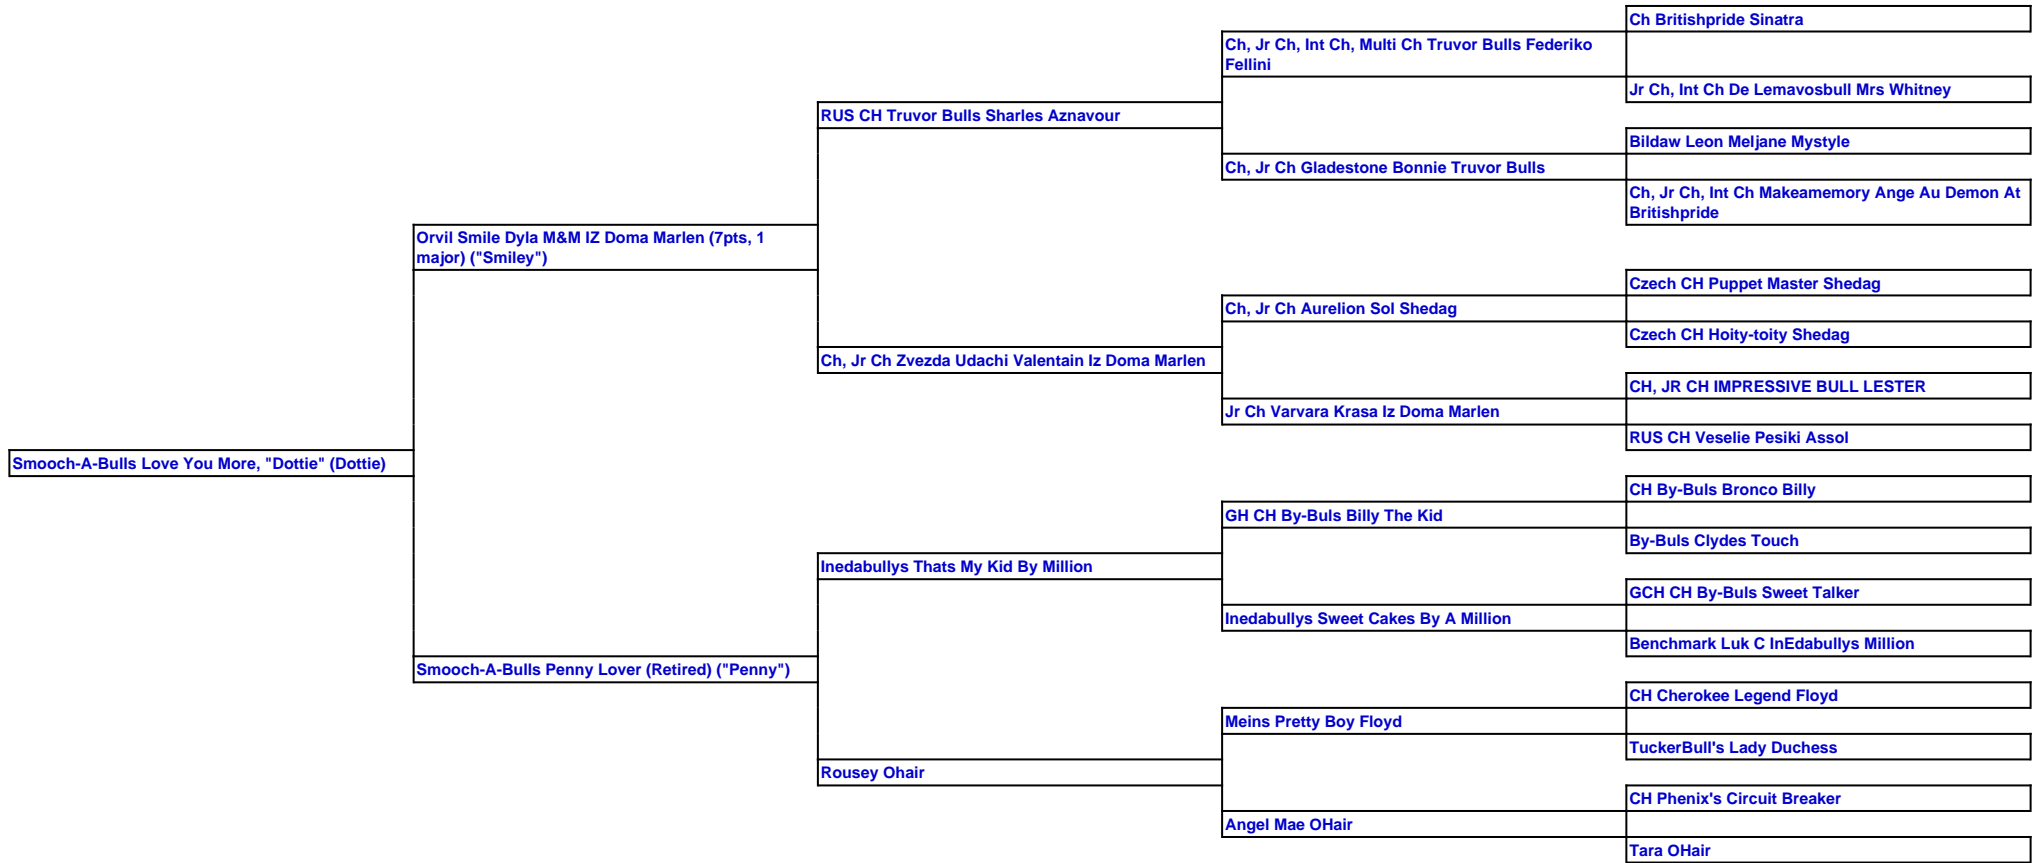 Ch Britishpride Sinatra
Ch, Jr Ch, Int Ch, Multi Ch Truvor Bulls Federiko
Fellini
Jr Ch, Int Ch De Lemavosbull Mrs Whitney
RUS CH Truvor Bulls Sharles Aznavour
Bildaw Leon Meljane Mystyle
Ch, Jr Ch Gladestone Bonnie Truvor Bulls
Ch, Jr Ch, Int Ch Makeamemory Ange Au Demon At
Britishpride
Orvil Smile Dyla M&M IZ Doma Marlen (7pts, 1
major) ("Smiley")
Czech CH Puppet Master Shedag
Ch, Jr Ch Aurelion Sol Shedag
Czech CH Hoity-toity Shedag
Ch, Jr Ch Zvezda Udachi Valentain Iz Doma Marlen
CH, JR CH IMPRESSIVE BULL LESTER
Jr Ch Varvara Krasa Iz Doma Marlen
RUS CH Veselie Pesiki Assol
Smooch-A-Bulls Love You More, "Dottie" (Dottie)
CH By-Buls Bronco Billy
GH CH By-Buls Billy The Kid
By-Buls Clydes Touch
Inedabullys Thats My Kid By Million
GCH CH By-Buls Sweet Talker
Inedabullys Sweet Cakes By A Million
Benchmark Luk C InEdabullys Million
Smooch-A-Bulls Penny Lover (Retired) ("Penny")
CH Cherokee Legend Floyd
Meins Pretty Boy Floyd
TuckerBull's Lady Duchess
Rousey Ohair
CH Phenix's Circuit Breaker
Angel Mae OHair
Tara OHair